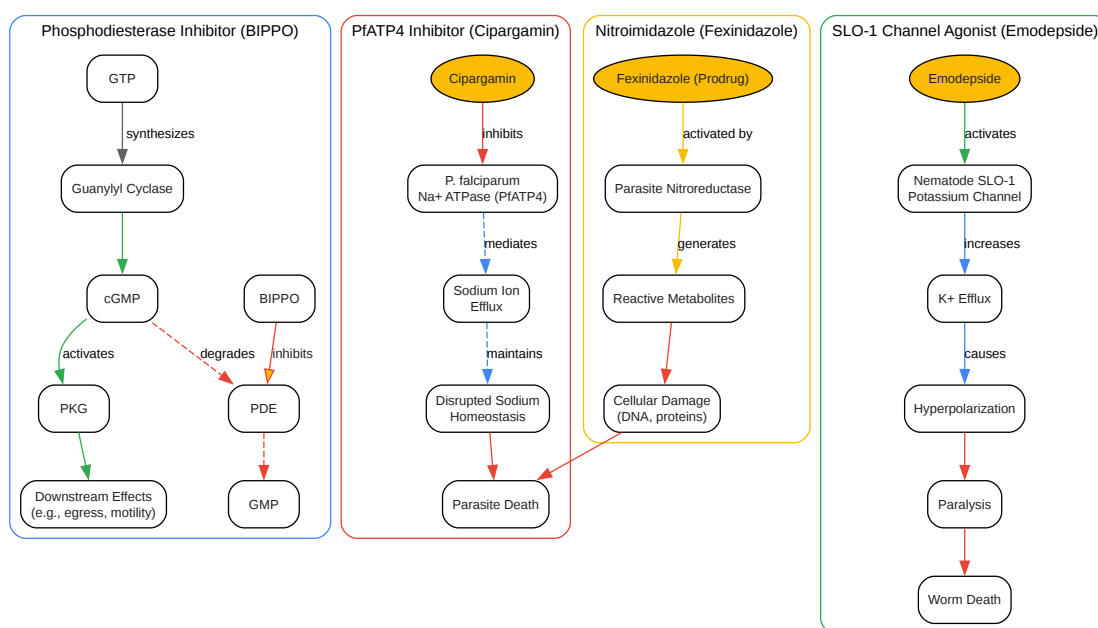 Phosphodiesterase Inhibitor (BIPPO)
GTP
synthesizes
Guanylyl Cyclase
cGMP
BIPPO
activates
degrades
inhibits
PKG
PDE
Downstream Effects
(e.g., egress, motility)
GMP
PfATP4 Inhibitor (Cipargamin)
Cipargamin
inhibits
P. falciparum
Na+ ATPase (PfATP4)
mediates
Sodium Ion
Efflux
maintains
Disrupted Sodium
Homeostasis
Parasite Death
Nitroimidazole (Fexinidazole)
Fexinidazole (Prodrug)
activated by
Parasite Nitroreductase
generates
Reactive Metabolites
Cellular Damage
(DNA, proteins)
SLO-1 Channel Agonist (Emodepside)
Emodepside
activates
Nematode SLO-1
Potassium Channel
increases
K+ Efflux
causes
Hyperpolarization
Paralysis
Worm Death